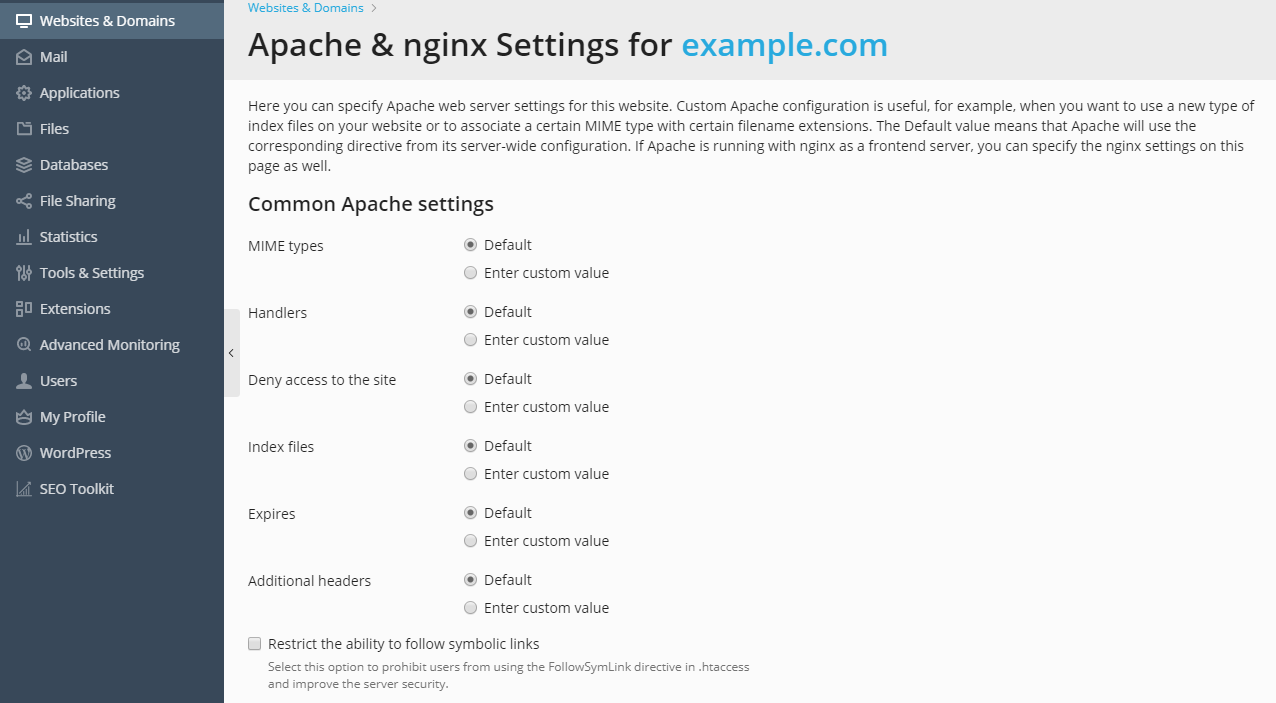 Websites & Domains
Mail
Applications
Files
Databases
File Sharing
Statistics
Tools & Settings
Extensions
Advanced Monitoring
Users
My Profile
WordPress
SEO Toolkit
Websites & Domains >
Apache & nginx Settings for example.com
Here you can specify Apache web server settings for this website. Custom Apache configuration is useful, for example, when you want to use a new type of
index files on your website or to associate a certain MIME type with certain filename extensions. The Default value means that Apache will use the
corresponding directive from its server-wide configuration. If Apache is running with nginx as a frontend server, you can specify the nginx settings on this
page as well.
Common Apache settings
MIME types
Default
Enter custom value
Handlers
Default
Enter custom value
Deny access to the site
Default
Enter custom value
Index files
Default
Enter custom value
Expires
Default
Enter custom value
Additional headers
Default
Enter custom value
Restrict the ability to follow symbolic links
Select this option to prohibit users from using the FollowSymLink directive in .htaccess
and improve the server security.